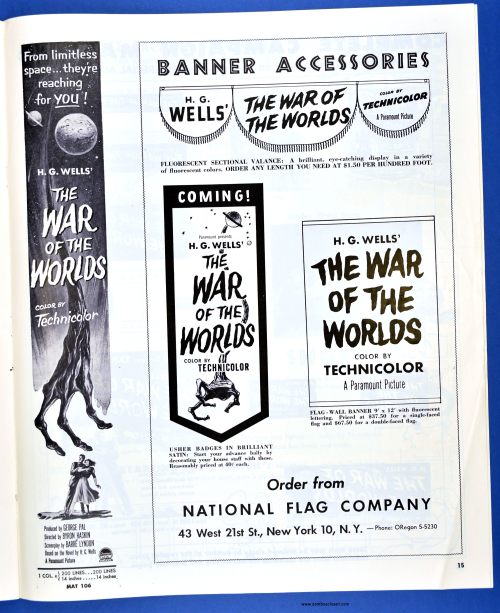 From limitless
space...they're
reaching
for you!
H. G. WELLS'
THE
WAR
OF THE
WORLDS
COLOR BY
Technicolor
Produced by GEORGE PAL
Directed by BYRON HASKIN
Screenplay by BARRÉ LYNDON
Based on the Novel by H. G. Wells
A Paramount Picture
1 COL. x 200 LINES...200 LINES
14 inches......14 inches
MAT 106
BANNER ACCESSORIES
H. G.
WELLS'
THE WAR OF
THE WORLDS
COLOR BY
TECHNICOLOR
A Paramount Picture
FLUORESCENT SECTIONAL VALANCE: A brilliant, eye-catching display in a variety
of fluorescent colors. ORDER ANY LENGTH YOU NEED AT $1.50 PER HUNDRED FOOT.
COMING!
Paramount presents
H. G. WELLS'
THE
WAR
OF THE
WORLDS
COLOR BY
TECHNICOLOR
USHER BADGES IN BRILLIANT
SATIN: Start your advance bally by
decorating your house staff with these.
Reasonably priced at 40¢ each.
H. G. WELLS'
THE WAR
OF THE
WORLDS
COLOR BY
TECHNICOLOR
A Paramount Picture
FLAG-WALL BANNER 9' x 12' with fluorescent
lettering. Priced at $37.50 for a single-faced
flag and $67.50 for a double-faced flag.
Order from
NATIONAL FLAG COMPANY
43 West 21st St., New York 10, N. Y. — Phone: ORegon 5-5230
15